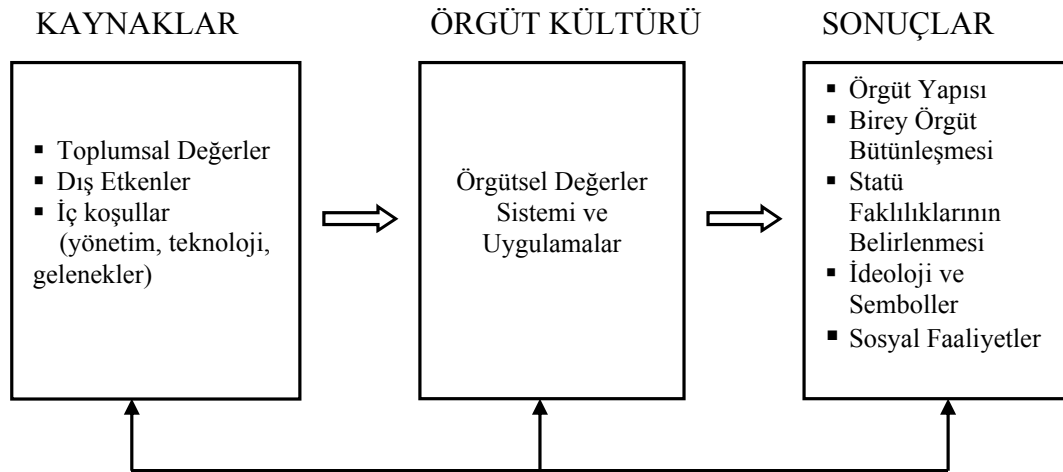 KAYNAKLAR
ÖRGÜT KÜLTÜRÜ
SONUÇLAR
▪ Toplumsal Değerler
▪ Dış Etkenler
▪ İç koşullar
(yönetim, teknoloji,
gelenekler)
Örgütsel Değerler
Sistemi ve
Uygulamalar
▪ Örgüt Yapısı
▪ Birey Örgüt
Bütünleşmesi
▪ Statü
Faklılıklarının
Belirlenmesi
▪ İdeoloji ve
Semboller
▪ Sosyal Faaliyetler